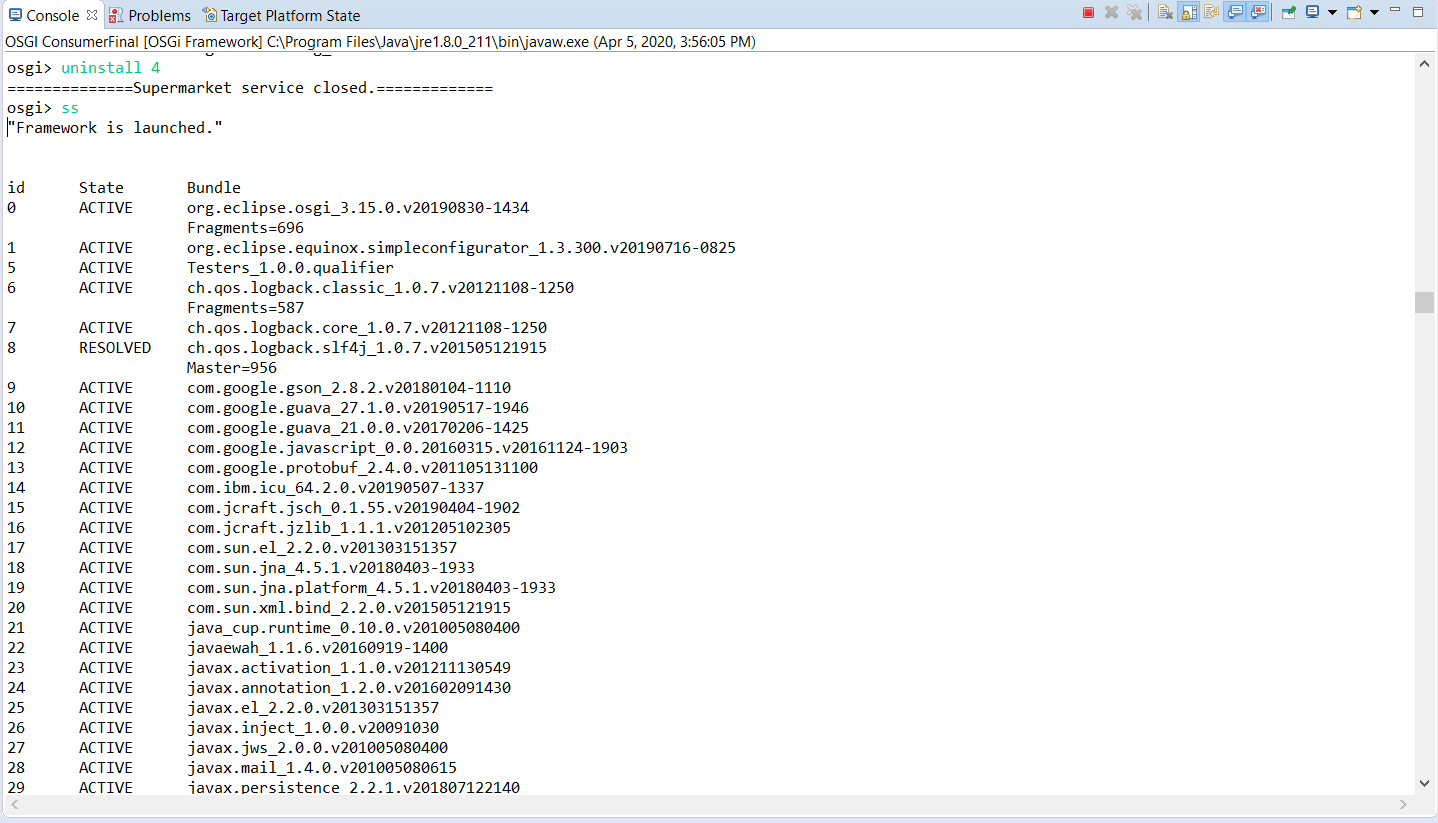 Console Problems Target Platform State
OSGI ConsumerFinal [OSGi Framework] C:\Program Files\Java\jre1.8.0_211\bin\javaw.exe (Apr 5, 2020, 3:56:05 PM)
osgi> uninstall 4
==============Supermarket service closed.=============
osgi> ss
"Framework is launched."
id State Bundle
0 ACTIVE org.eclipse.osgi_3.15.0.v20190830-1434
Fragments=696
1 ACTIVE org.eclipse.equinox.simpleconfigurator_1.3.300.v20190716-0825
5 ACTIVE Testers_1.0.0.qualifier
6 ACTIVE ch.qos.logback.classic_1.0.7.v20121108-1250
Fragments=587
7 ACTIVE ch.qos.logback.core_1.0.7.v20121108-1250
8 RESOLVED ch.qos.logback.slf4j_1.0.7.v201505121915
Master=956
9 ACTIVE com.google.gson_2.8.2.v20180104-1110
10 ACTIVE com.google.guava_27.1.0.v20190517-1946
11 ACTIVE com.google.guava_21.0.0.v20170206-1425
12 ACTIVE com.google.javascript_0.0.20160315.v20161124-1903
13 ACTIVE com.google.protobuf_2.4.0.v201105131100
14 ACTIVE com.ibm.icu_64.2.0.v20190507-1337
15 ACTIVE com.jcraft.jsch_0.1.55.v20190404-1902
16 ACTIVE com.jcraft.jzlib_1.1.1.v201205102305
17 ACTIVE com.sun.el_2.2.0.v201303151357
18 ACTIVE com.sun.jna_4.5.1.v20180403-1933
19 ACTIVE com.sun.jna.platform_4.5.1.v20180403-1933
20 ACTIVE com.sun.xml.bind_2.2.0.v201505121915
21 ACTIVE java_cup.runtime_0.10.0.v201005080400
22 ACTIVE javaewah_1.1.6.v20160919-1400
23 ACTIVE javax.activation_1.1.0.v201211130549
24 ACTIVE javax.annotation_1.2.0.v201602091430
25 ACTIVE javax.el_2.2.0.v201303151357
26 ACTIVE javax.inject_1.0.0.v20091030
27 ACTIVE javax.jws_2.0.0.v201005080400
28 ACTIVE javax.mail_1.4.0.v201005080615
29 ACTIVE javax.persistence_2.2.1.v201807122140